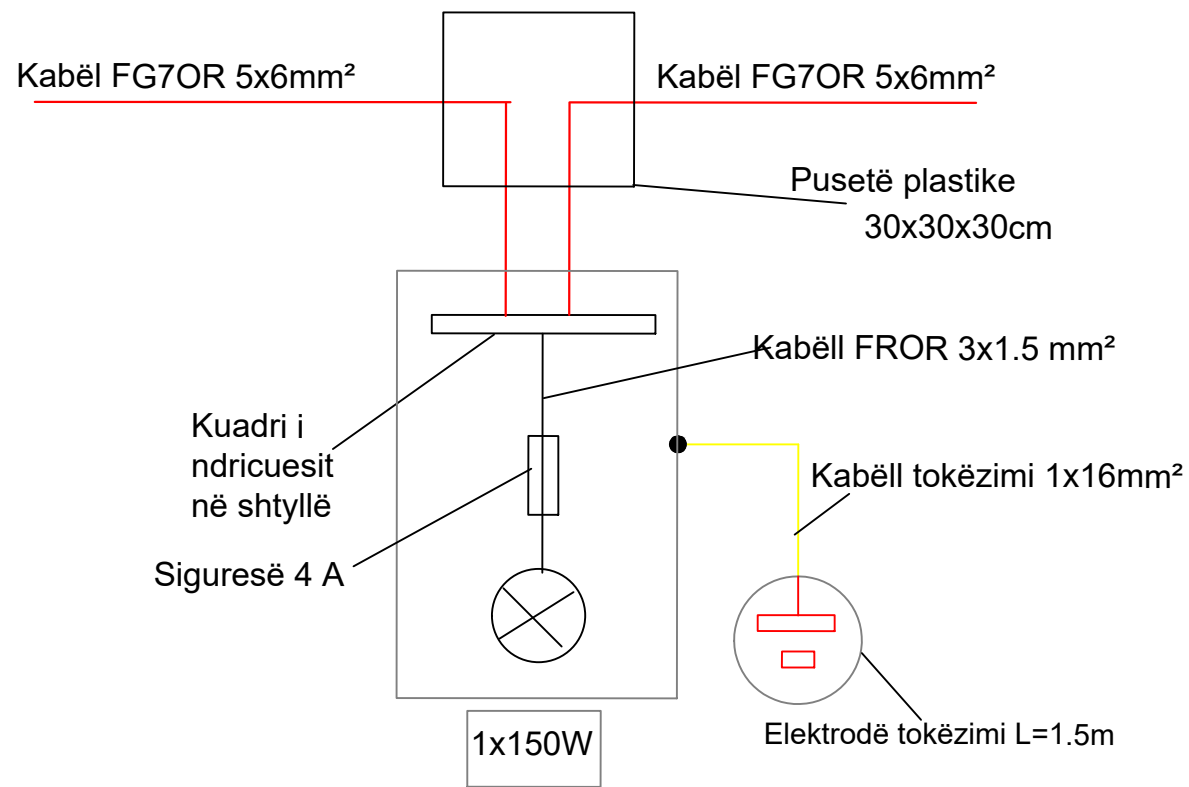 Kabël FG7OR 5x6mm²
Kabël FG7OR 5x6mm²
Pusetë plastike
30x30x30cm
Kabëll FROR 3x1.5 mm²
Kuadri i
ndricuesit
në shtyllë
Kabëll tokëzimi 1x16mm²
Siguresë 4 A
1x150W
Elektrodë tokëzimi L=1.5m